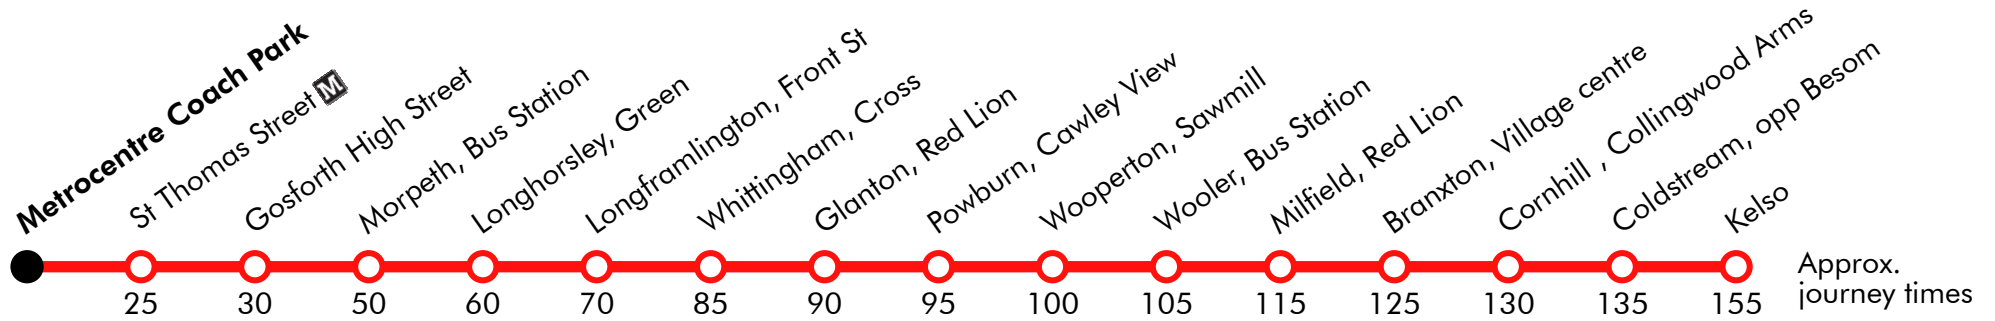 Metrocentre Coach Park
St Thomas Street M
Gosforth High Street
Morpeth, Bus Station
Longhorsley, Green
Longframlington, Front St
Whittingham, Cross
Glanton, Red Lion
Powburn, Cawley View
Wooperton, Sawmill
Wooler, Bus Station
Milfield, Red Lion
Branxton, Village centre
Cornhill , Collingwood Arms
Coldstream, opp Besom
Kelso
25 30 50 60 70 85 90 95 100 105 115 125 130 135 155
Approx.
journey times